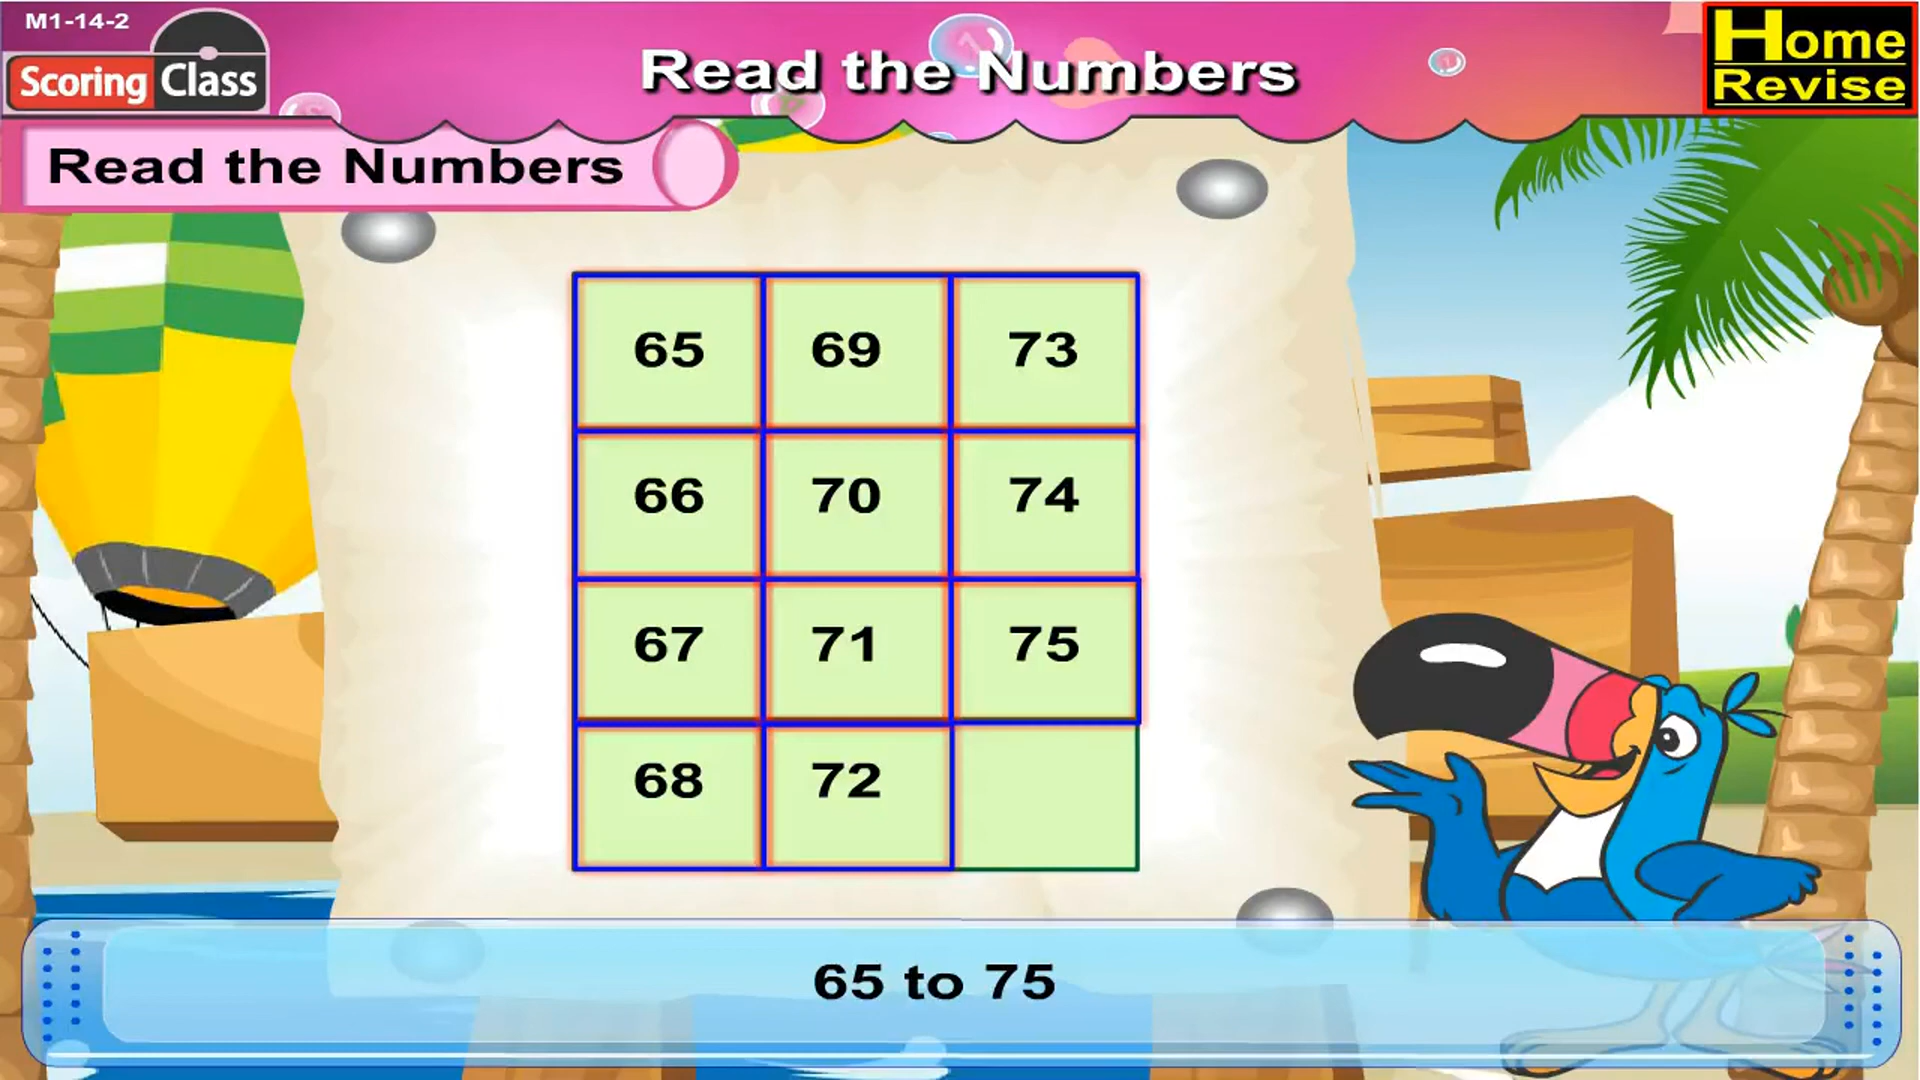 M1-14-2
Scoring Class
Read the Numbers
Home
Revise
Read the Numbers
65 69 73
66 70 74
67 71 75
68 72
65 to 75